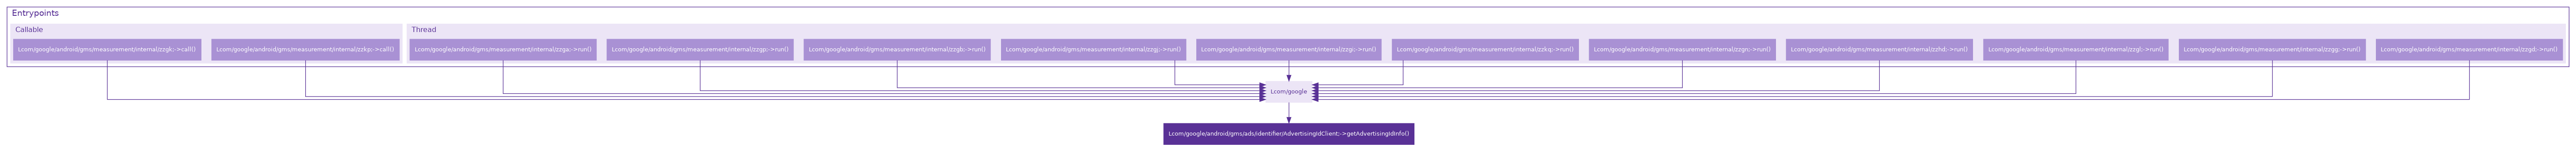 Entrypoints
Callable
Thread
Lcom/google/android/gms/measurement/internal/zzgk;->call()
Lcom/google/android/gms/measurement/internal/zzkp;->call()
Lcom/google/android/gms/measurement/internal/zzga;->run()
Lcom/google/android/gms/measurement/internal/zzgp;->run()
Lcom/google/android/gms/measurement/internal/zzgb;->run()
Lcom/google/android/gms/measurement/internal/zzgj;->run()
Lcom/google/android/gms/measurement/internal/zzgi;->run()
Lcom/google/android/gms/measurement/internal/zzkq;->run()
Lcom/google/android/gms/measurement/internal/zzgn;->run()
Lcom/google/android/gms/measurement/internal/zzhd;->run()
Lcom/google/android/gms/measurement/internal/zzgl;->run()
Lcom/google/android/gms/measurement/internal/zzgg;->run()
Lcom/google/android/gms/measurement/internal/zzgd;->run()
Lcom/google
Lcom/google/android/gms/ads/identifier/AdvertisingIdClient;->getAdvertisingIdInfo()